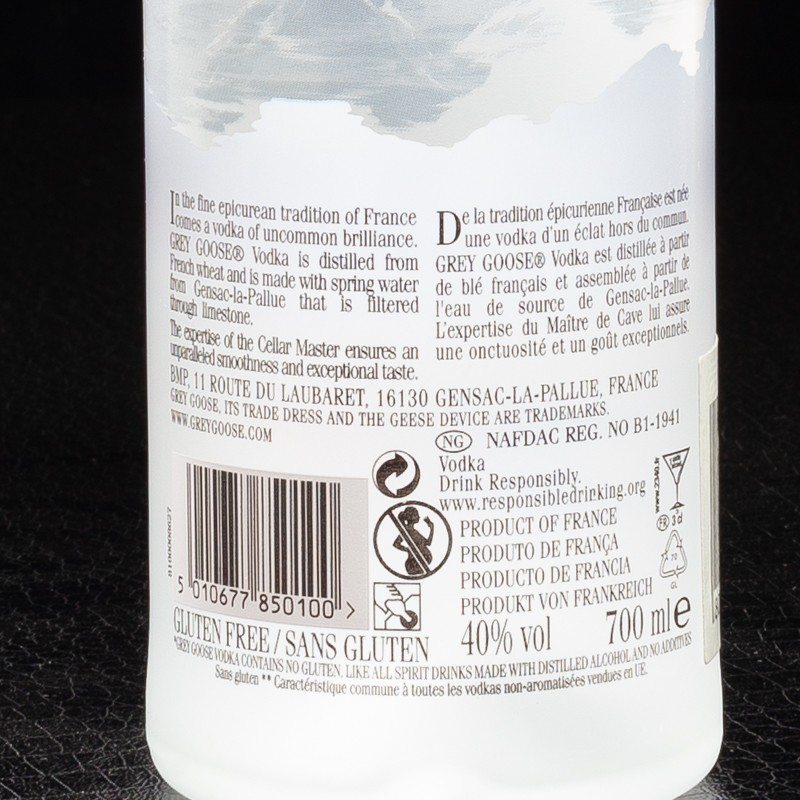 In the fine epicurean tradition of France
comes a vodka of uncommon brilliance.
GREY GOOSE® Vodka is distilled from
French wheat and is made with spring water
from Gensac-la-Pallue that is filtered
through limestone.
The expertise of the Cellar Master ensures an
unparalleled smoothness and exceptional taste.
De la tradition épicurienne Française est née
une vodka d'un éclat hors du commun.
GREY GOOSE® Vodka est distillée à partir
de blé français et assemblée à partir de
l'eau de source de Gensac-la-Pallue.
L'expertise du Maître de Cave lui assure
une onctuosité et un goût exceptionnels.
BMP, 11 ROUTE DU LAUBARET, 16130 GENSAC-LA-PALLUE, FRANCE
GREY GOOSE, ITS TRADE DRESS AND THE GEESE DEVICE ARE TRADEMARKS.
WWW.GREYGOOSE.COM
NG NAFDAC REG. NO B1-1941
Vodka
Drink Responsibly.
www.responsibledrinking.org
www.2340.fr
FR 3 cl
PRODUCT OF FRANCE
PRODUTO DE FRANÇA
PRODUCTO DE FRANCIA
PRODUKT VON FRANKREICH
70
GL
5 010677 850100 >
40% vol 700 ml e
GLUTEN FREE / SANS GLUTEN
*GREY GOOSE VODKA CONTAINS NO GLUTEN, LIKE ALL SPIRIT DRINKS MADE WITH DISTILLED ALCOHOL AND NO ADDITIVES
Sans gluten ** Caractéristique commune à toutes les vodkas non-aromatisées vendues en UE.